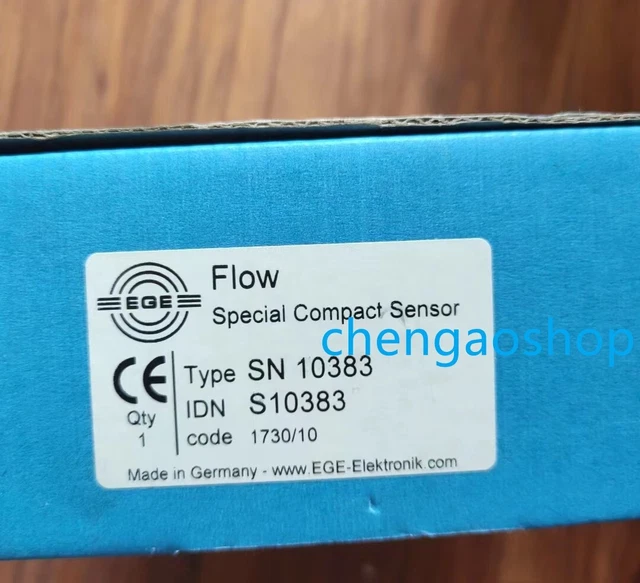 EGE
Flow
Special Compact Sensor
chengaoshop
CE
Type SN 10383
IDN S10383
Qty
1
code 1730/10
Made in Germany - www.EGE-Elektronik.com